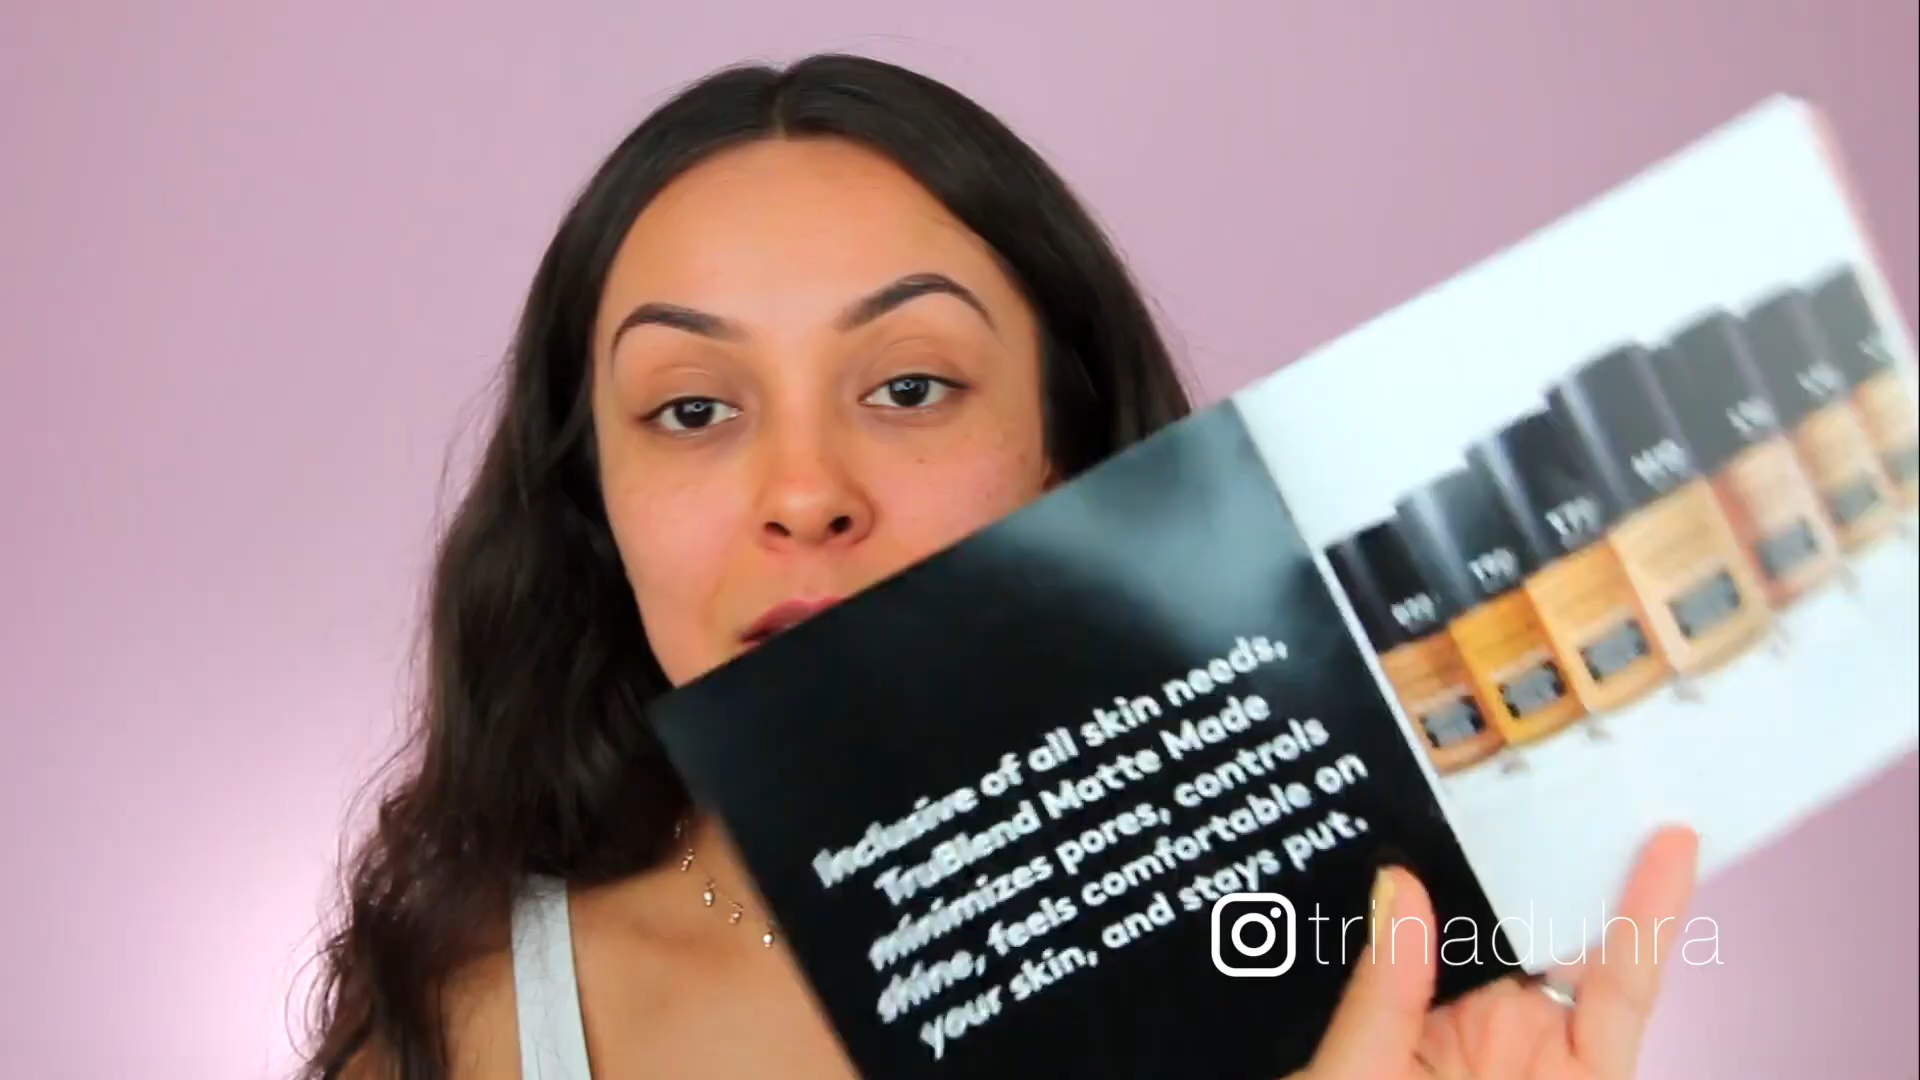 Inclusive of all skin needs,
TruBlend Matte Made
minimizes pores, controls
shine, feels comfortable on
your skin, and stays put.
trinaduhra